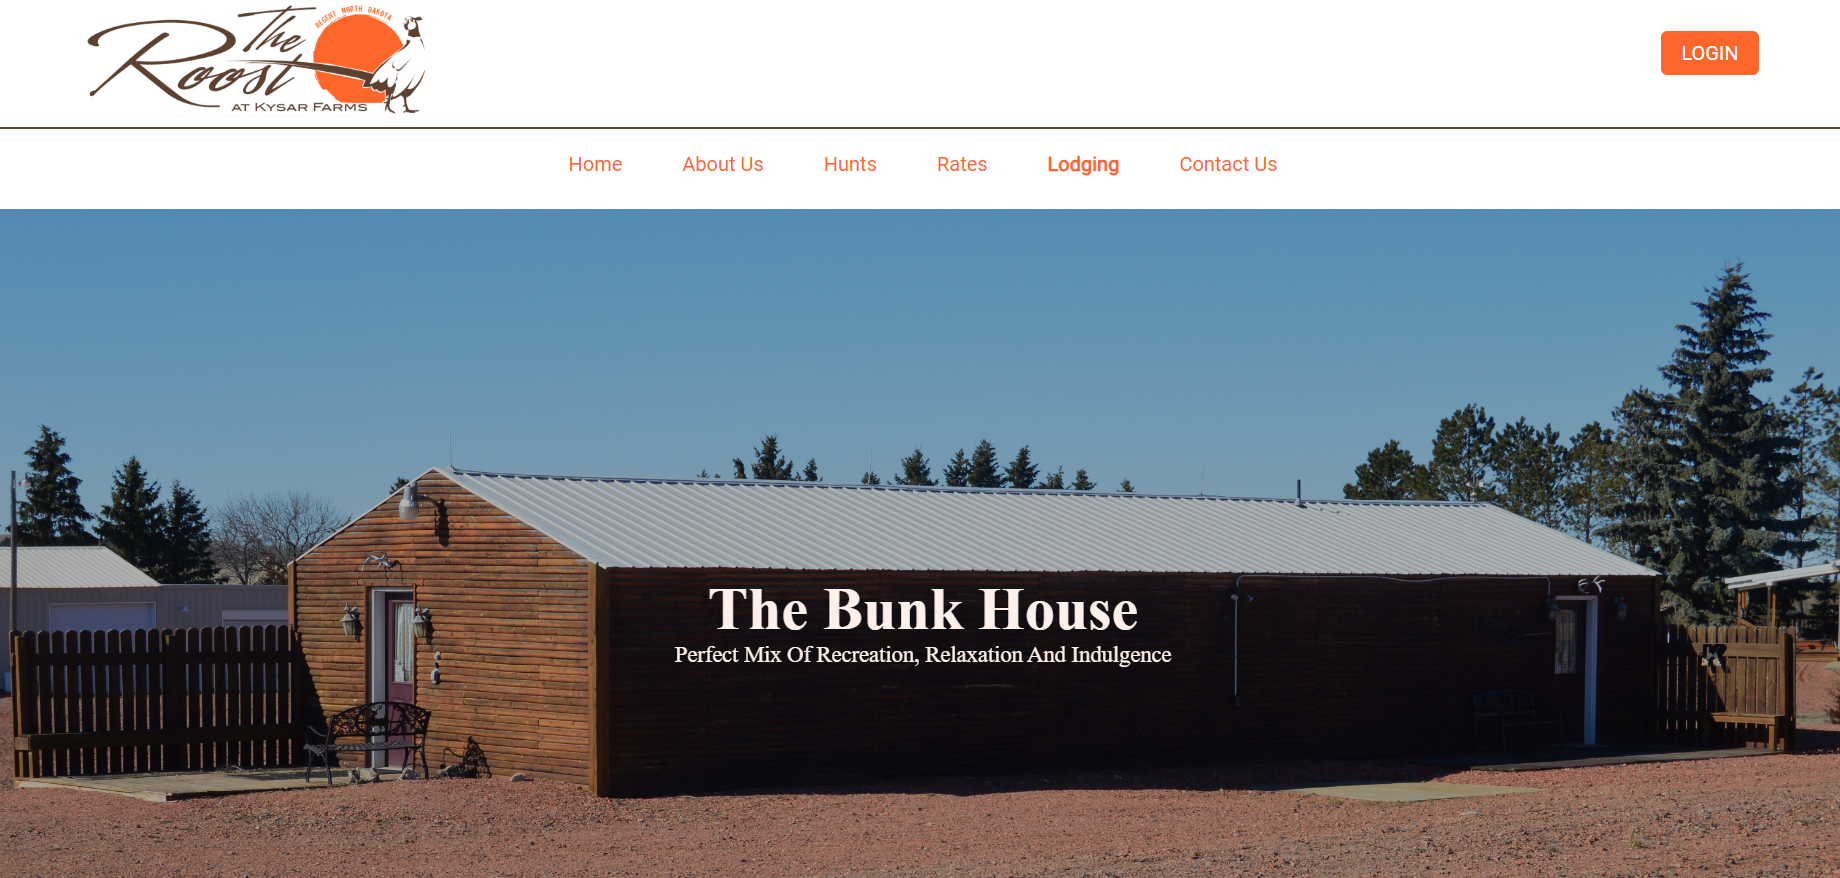 REGENT NORTH DAKOTA
The
Roost
AT KYSAR FARMS
LOGIN
Home
About Us
Hunts
Rates
Lodging
Contact Us
The Bunk House
Perfect Mix Of Recreation, Relaxation And Indulgence